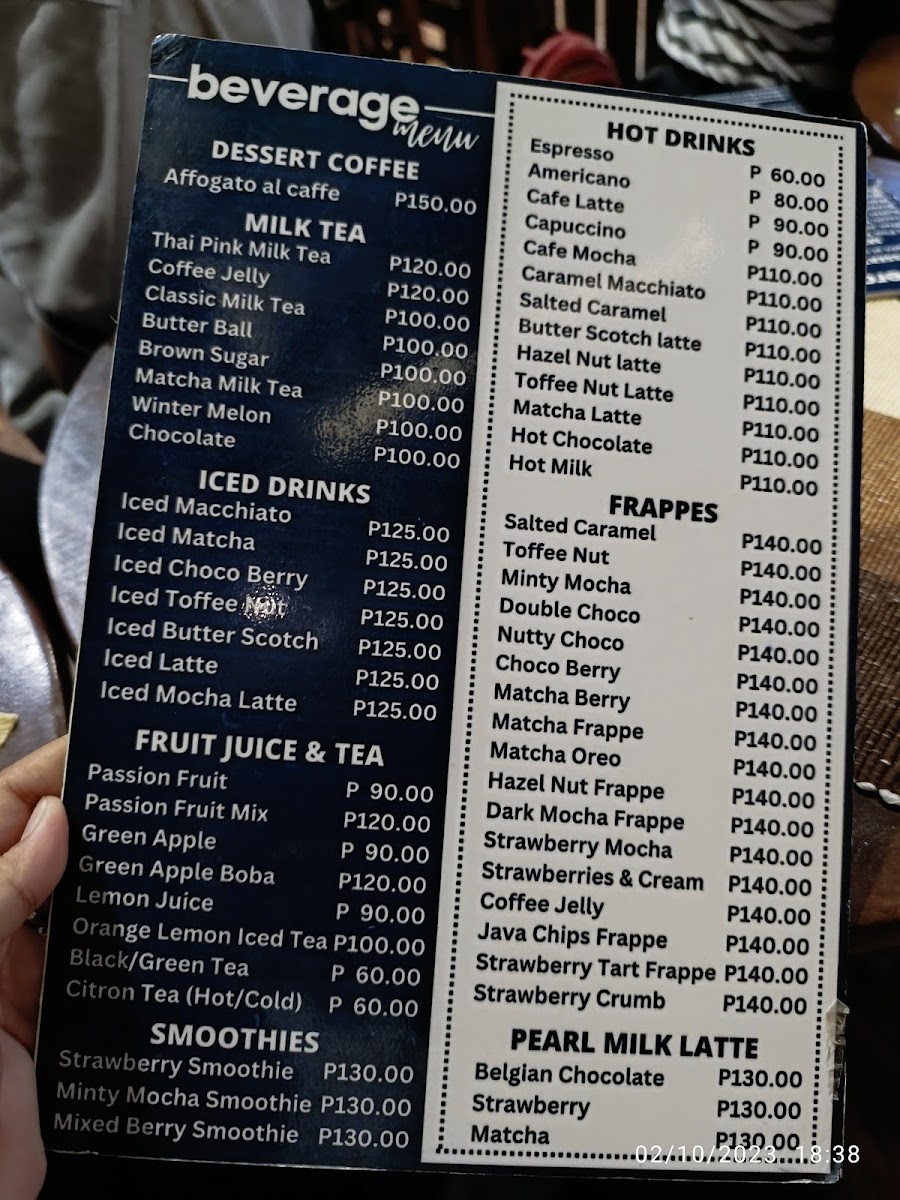 beverage
menu
DESSERT COFFEE
Affogato al caffe P150.00
MILK TEA
Thai Pink Milk Tea P120.00
Coffee Jelly P120.00
Classic Milk Tea P100.00
Butter Ball P100.00
Brown Sugar P100.00
Matcha Milk Tea P100.00
Winter Melon P100.00
Chocolate P100.00
ICED DRINKS
Iced Macchiato P125.00
Iced Matcha P125.00
Iced Choco Berry P125.00
Iced Toffee Nut P125.00
Iced Butter Scotch P125.00
Iced Latte P125.00
Iced Mocha Latte P125.00
FRUIT JUICE & TEA
Passion Fruit P 90.00
Passion Fruit Mix P120.00
Green Apple P 90.00
Green Apple Boba P120.00
Lemon Juice P 90.00
Orange Lemon Iced Tea P100.00
Black/Green Tea P 60.00
Citron Tea (Hot/Cold) P 60.00
SMOOTHIES
Strawberry Smoothie P130.00
Minty Mocha Smoothie P130.00
Mixed Berry Smoothie P130.00
HOT DRINKS
Espresso P 60.00
Americano P 80.00
Cafe Latte P 90.00
Capuccino P 90.00
Cafe Mocha P110.00
Caramel Macchiato P110.00
Salted Caramel P110.00
Butter Scotch latte P110.00
Hazel Nut latte P110.00
Toffee Nut Latte P110.00
Matcha Latte P110.00
Hot Chocolate P110.00
Hot Milk P110.00
FRAPPES
Salted Caramel P140.00
Toffee Nut P140.00
Minty Mocha P140.00
Double Choco P140.00
Nutty Choco P140.00
Choco Berry P140.00
Matcha Berry P140.00
Matcha Frappe P140.00
Matcha Oreo P140.00
Hazel Nut Frappe P140.00
Dark Mocha Frappe P140.00
Strawberry Mocha P140.00
Strawberries & Cream P140.00
Coffee Jelly P140.00
Java Chips Frappe P140.00
Strawberry Tart Frappe P140.00
Strawberry Crumb P140.00
PEARL MILK LATTE
Belgian Chocolate P130.00
Strawberry P130.00
Matcha P130.00
02/10/2023 18:38